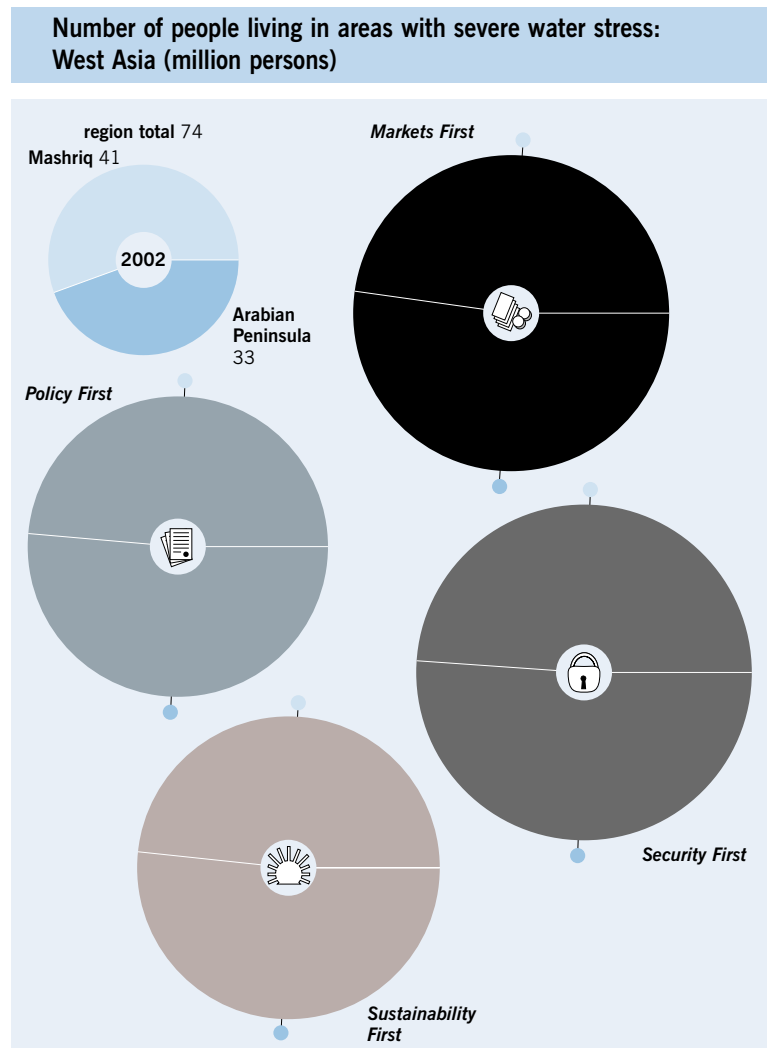 Number of people living in areas with severe water stress:
West Asia (million persons)
region total 74
Mashriq 41
2002
Arabian
Peninsula
33
Markets First
Policy First
Security First
Sustainability
First